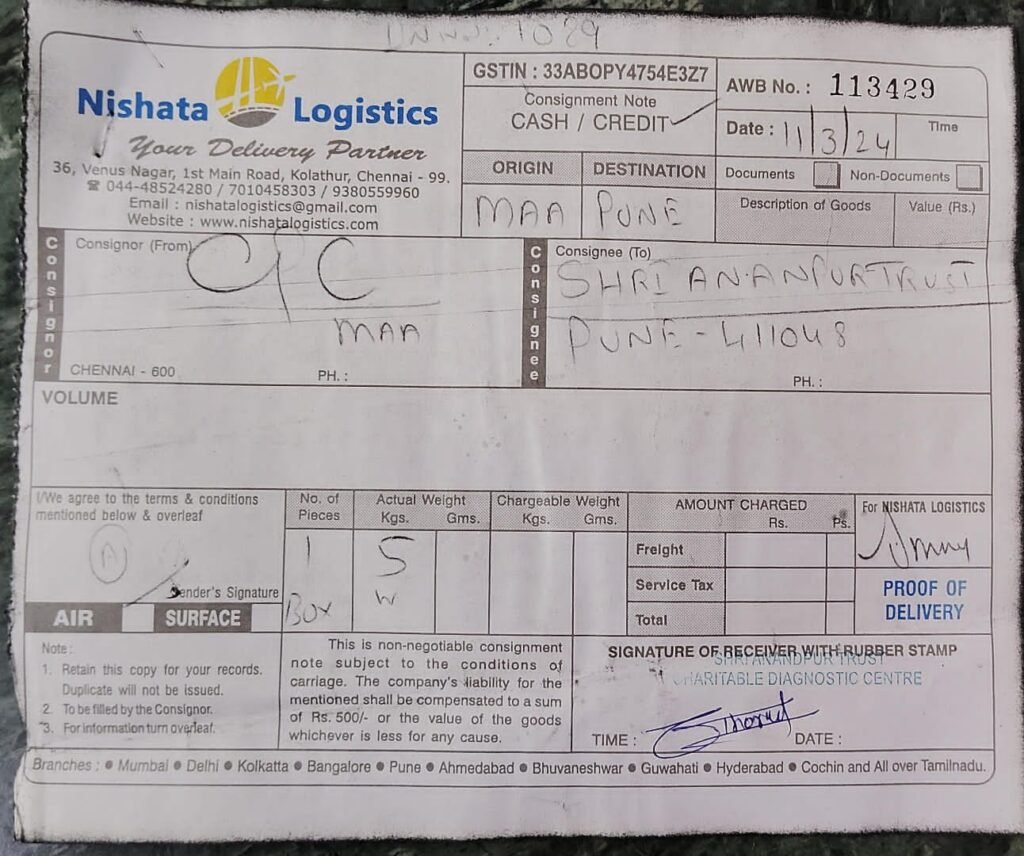 DN NO: 1089
Nishata Logistics
Your Delivery Partner
36, Venus Nagar, 1st Main Road, Kolathur, Chennai - 99.
☎ 044-48524280 / 7010458303 / 9380559960
Email : nishatalogistics@gmail.com
Website : www.nishatalogistics.com
GSTIN : 33ABOPY4754E3Z7
Consignment Note
CASH / CREDIT ✓
ORIGIN DESTINATION
MAA PUNE
AWB No. : 113429
Date : 11/3/24 Time
Documents Non-Documents
Description of Goods Value (Rs.)
Consignor
Consignor (From)
CPC
MAA
CHENNAI - 600 PH. :
Consignee
Consignee (To)
SHRI ANANPUR TRUST
PUNE - 411048
PH. :
VOLUME
I/We agree to the terms & conditions
mentioned below & overleaf
A
Sender's Signature
AIR SURFACE
No. of Pieces
1
Box
Actual Weight
Kgs. Gms.
5
W
Chargeable Weight
Kgs. Gms.
AMOUNT CHARGED
Rs. Ps.
Freight
Service Tax
Total
For NISHATA LOGISTICS
PROOF OF
DELIVERY
Note :
1. Retain this copy for your records.
Duplicate will not be issued.
2. To be filled by the Consignor.
3. For information turn overleaf.
This is non-negotiable consignment
note subject to the conditions of
carriage. The company's liability for the
mentioned shall be compensated to a sum
of Rs. 500/- or the value of the goods
whichever is less for any cause.
SIGNATURE OF RECEIVER WITH RUBBER STAMP
SHRI ANANDPUR TRUST
CHARITABLE DIAGNOSTIC CENTRE
TIME : DATE :
Branches : ● Mumbai ● Delhi ● Kolkatta ● Bangalore ● Pune ● Ahmedabad ● Bhuvaneshwar ● Guwahati ● Hyderabad ● Cochin and All over Tamilnadu.